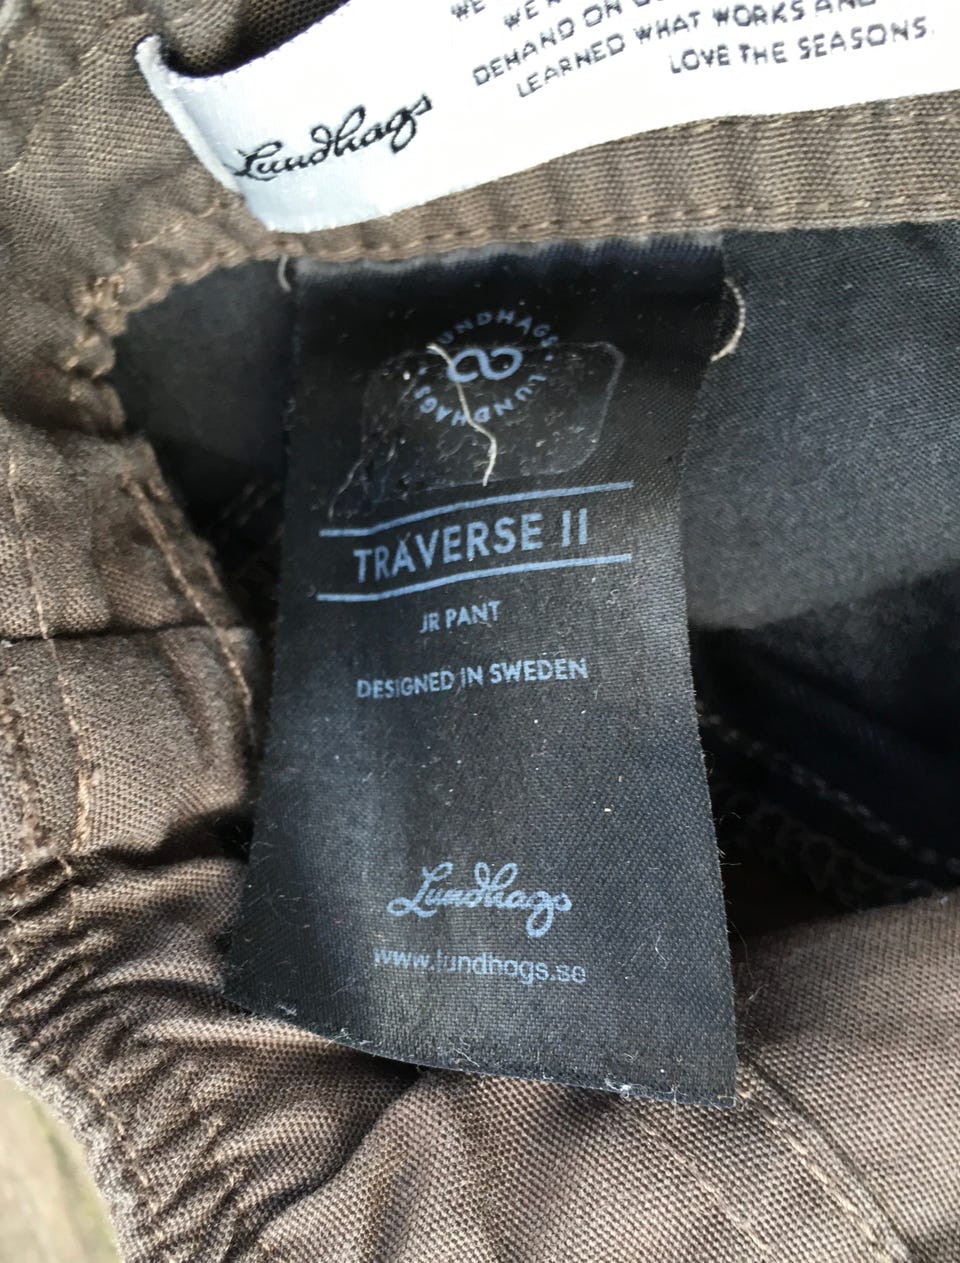 WE
DEMAND ON
LEARNED WHAT WORKS AND
LOVE THE SEASONS.
Lundhags
LUNDHAGS • LUNDHAGS •
TRAVERSE II
JR PANT
DESIGNED IN SWEDEN
Lundhags
www.lundhags.se